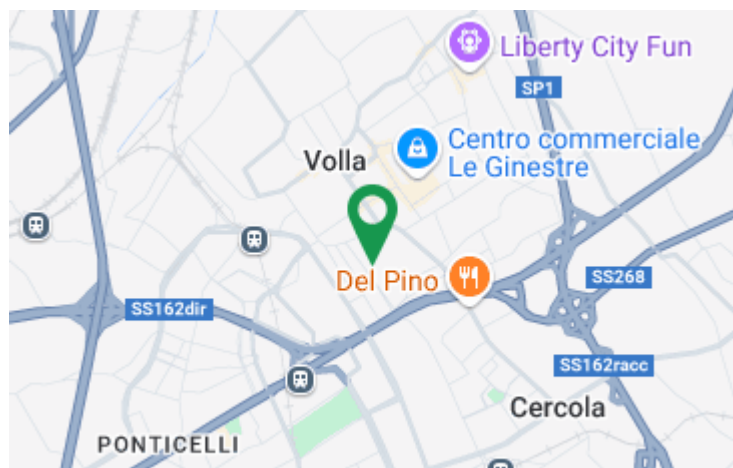 Liberty City Fun
SP1
Centro commerciale
Le Ginestre
Volla
Del Pino
SS268
SS162dir
SS162racc
Cercola
PONTICELLI